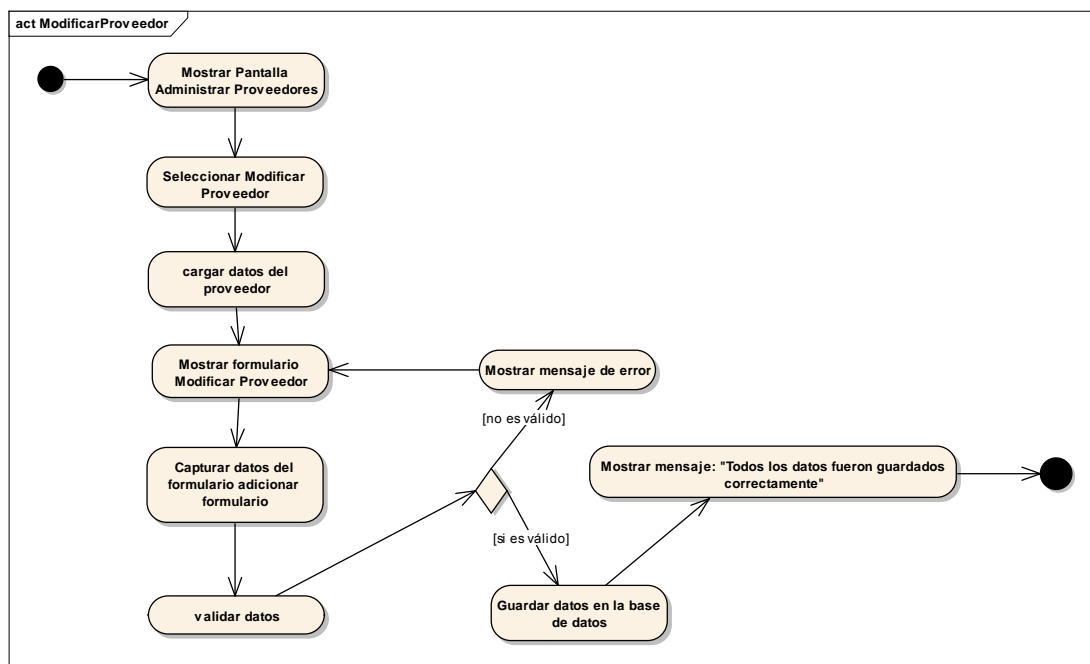 act ModificarProveedor
Mostrar Pantalla
Administrar Proveedores
Seleccionar Modificar
Proveedor
cargar datos del
proveedor
Mostrar formulario
Modificar Proveedor
Mostrar mensaje de error
[no es válido]
Capturar datos del
formulario adicionar
formulario
Mostrar mensaje: "Todos los datos fueron guardados
correctamente"
[si es válido]
validar datos
Guardar datos en la base
de datos